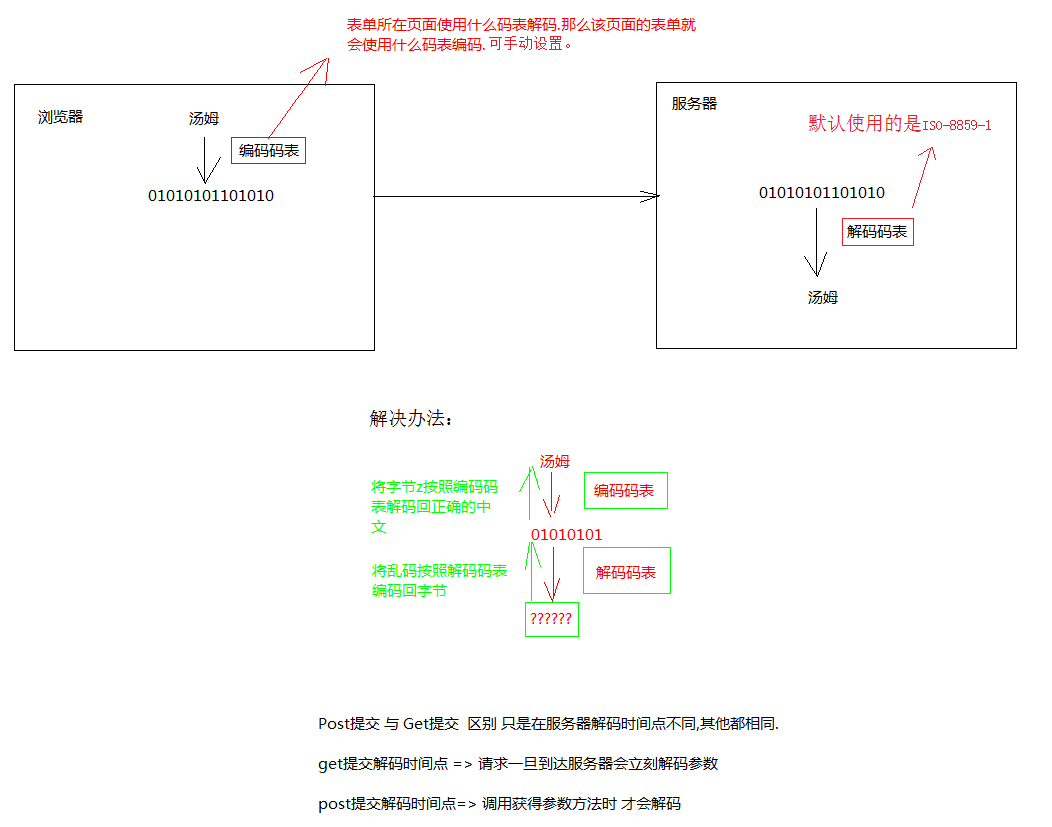 表单所在页面使用什么码表解码.那么该页面的表单就
会使用什么码表编码.可手动设置。
浏览器
汤姆
编码码表
01010101101010
服务器
默认使用的是ISO-8859-1
01010101101010
解码码表
汤姆
解决办法：
汤姆
将字节z按照编码码
表解码回正确的中
文
编码码表
01010101
将乱码按照解码码表
编码回字节
解码码表
??????
Post提交 与 Get提交 区别 只是在服务器解码时间点不同,其他都相同.
get提交解码时间点 => 请求一旦到达服务器会立刻解码参数
post提交解码时间点=> 调用获得参数方法时 才会解码